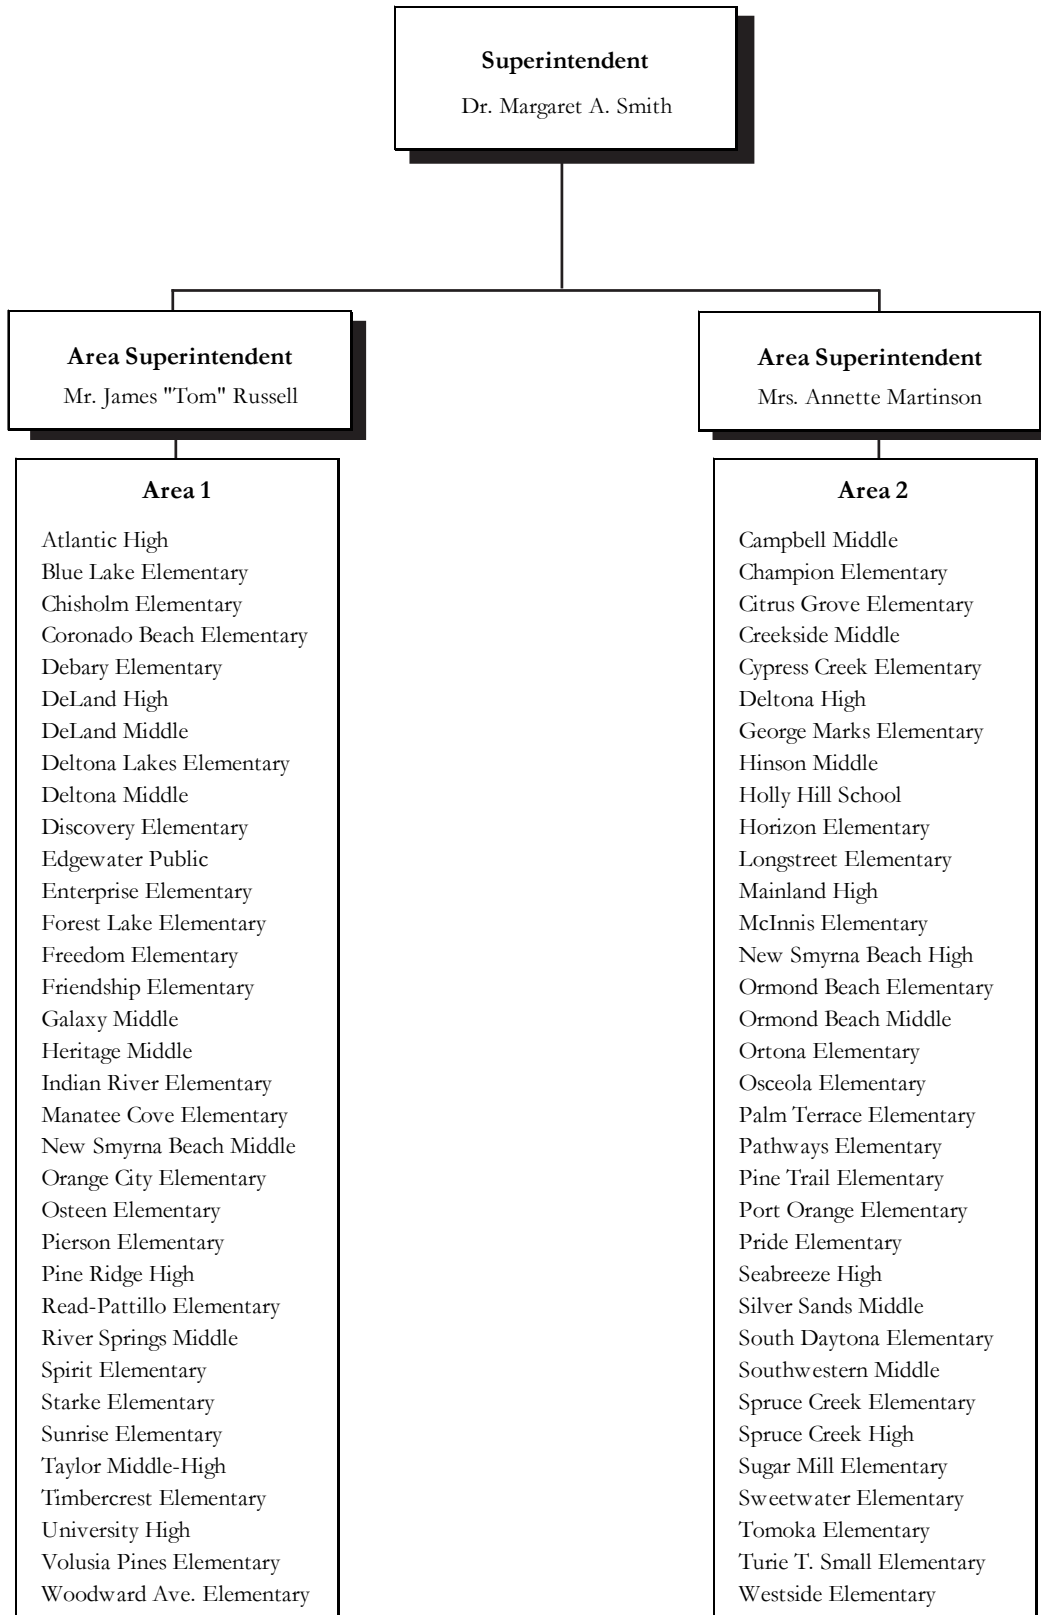 Superintendent
Dr. Margaret A. Smith
Area Superintendent
Mr. James "Tom" Russell
Area Superintendent
Mrs. Annette Martinson
Area 1
Atlantic High
Blue Lake Elementary
Chisholm Elementary
Coronado Beach Elementary
Debary Elementary
DeLand High
DeLand Middle
Deltona Lakes Elementary
Deltona Middle
Discovery Elementary
Edgewater Public
Enterprise Elementary
Forest Lake Elementary
Freedom Elementary
Friendship Elementary
Galaxy Middle
Heritage Middle
Indian River Elementary
Manatee Cove Elementary
New Smyrna Beach Middle
Orange City Elementary
Osteen Elementary
Pierson Elementary
Pine Ridge High
Read-Pattillo Elementary
River Springs Middle
Spirit Elementary
Starke Elementary
Sunrise Elementary
Taylor Middle-High
Timbercrest Elementary
University High
Volusia Pines Elementary
Woodward Ave. Elementary
Area 2
Campbell Middle
Champion Elementary
Citrus Grove Elementary
Creekside Middle
Cypress Creek Elementary
Deltona High
George Marks Elementary
Hinson Middle
Holly Hill School
Horizon Elementary
Longstreet Elementary
Mainland High
McInnis Elementary
New Smyrna Beach High
Ormond Beach Elementary
Ormond Beach Middle
Ortona Elementary
Osceola Elementary
Palm Terrace Elementary
Pathways Elementary
Pine Trail Elementary
Port Orange Elementary
Pride Elementary
Seabreeze High
Silver Sands Middle
South Daytona Elementary
Southwestern Middle
Spruce Creek Elementary
Spruce Creek High
Sugar Mill Elementary
Sweetwater Elementary
Tomoka Elementary
Turie T. Small Elementary
Westside Elementary